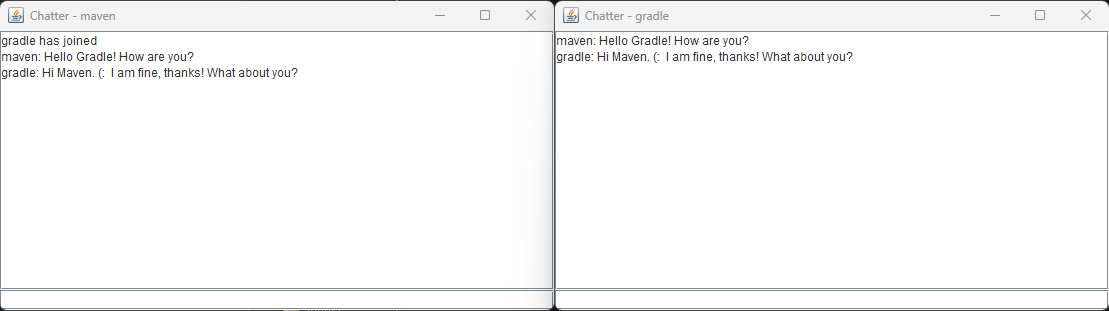 Chatter - maven
gradle has joined
maven: Hello Gradle! How are you?
gradle: Hi Maven. (:  I am fine, thanks! What about you?
Chatter - gradle
maven: Hello Gradle! How are you?
gradle: Hi Maven. (:  I am fine, thanks! What about you?